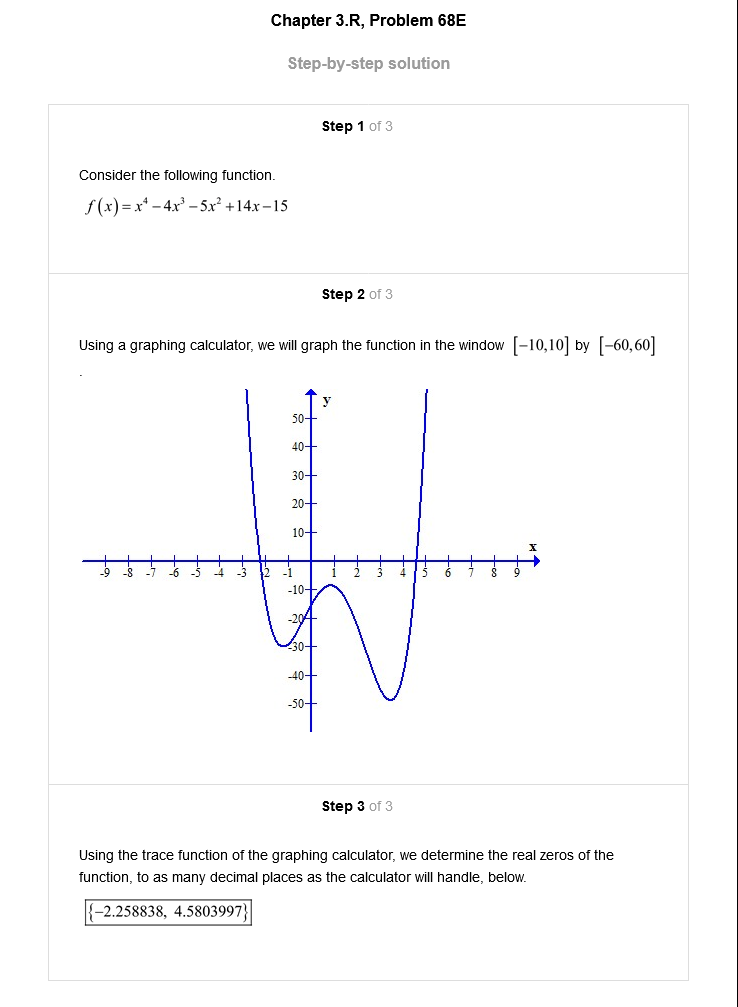 Chapter 3.R, Problem 68E
Step-by-step solution
Step 1 of 3
Consider the following function.
f(x)=x⁴−4x³−5x²+14x−15
Step 2 of 3
Using a graphing calculator, we will graph the function in the window [−10,10] by [−60,60]
.
y
50
40
30
20
10
x
-9 -8 -7 -6 -5 -4 -3 -2 -1 1 2 3 4 5 6 7 8 9
-10
-20
-30
-40
-50
Step 3 of 3
Using the trace function of the graphing calculator, we determine the real zeros of the
function, to as many decimal places as the calculator will handle, below.
{−2.258838, 4.5803997}